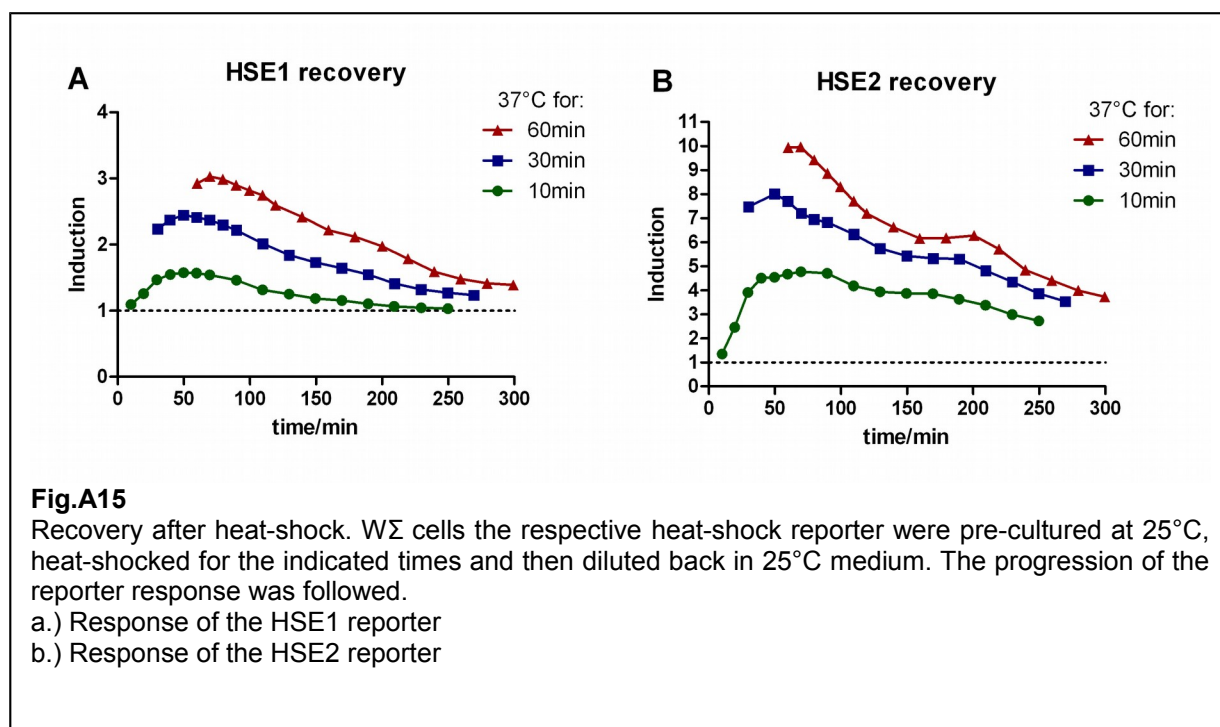 A
HSE1 recovery
37°C for:
60min
30min
10min
4
3
2
1
0
Induction
0 50 100 150 200 250 300
time/min
B
HSE2 recovery
37°C for:
60min
30min
10min
11
10
9
8
7
6
5
4
3
2
1
0
Induction
0 50 100 150 200 250 300
time/min
Fig.A15
Recovery after heat-shock. WΣ cells the respective heat-shock reporter were pre-cultured at 25°C,
heat-shocked for the indicated times and then diluted back in 25°C medium. The progression of the
reporter response was followed.
a.) Response of the HSE1 reporter
b.) Response of the HSE2 reporter